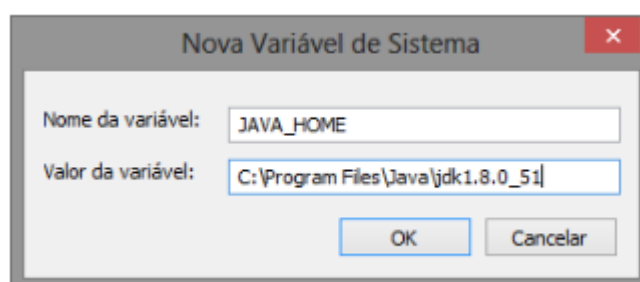 Nova Variável de Sistema
Nome da variável: JAVA_HOME
Valor da variável: C:\Program Files\Java\jdk1.8.0_51
OK Cancelar